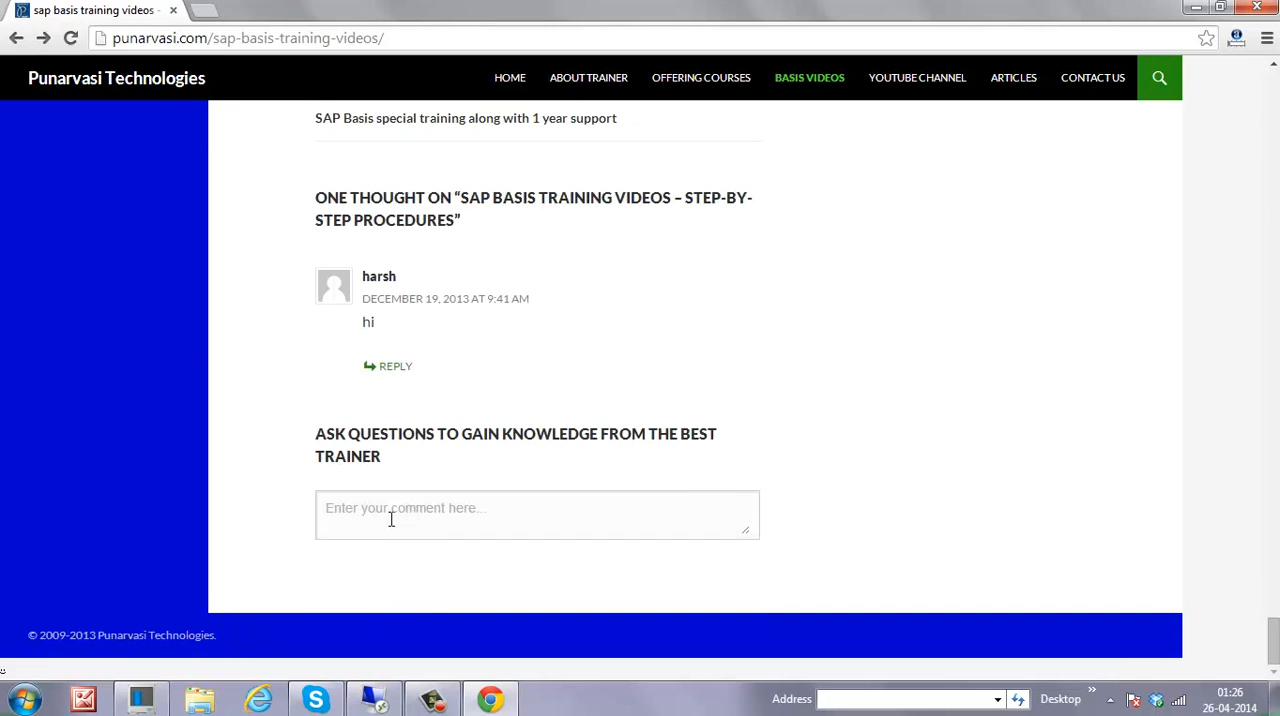 sap basis training videos -
punarvasi.com/sap-basis-training-videos/
Punarvasi Technologies
HOME ABOUT TRAINER OFFERING COURSES BASIS VIDEOS YOUTUBE CHANNEL ARTICLES CONTACT US
SAP Basis special training along with 1 year support
ONE THOUGHT ON “SAP BASIS TRAINING VIDEOS – STEP-BY-
STEP PROCEDURES”
harsh
DECEMBER 19, 2013 AT 9:41 AM
hi
REPLY
ASK QUESTIONS TO GAIN KNOWLEDGE FROM THE BEST
TRAINER
Enter your comment here...
© 2009-2013 Punarvasi Technologies.
Address
Desktop
01:26
26-04-2014